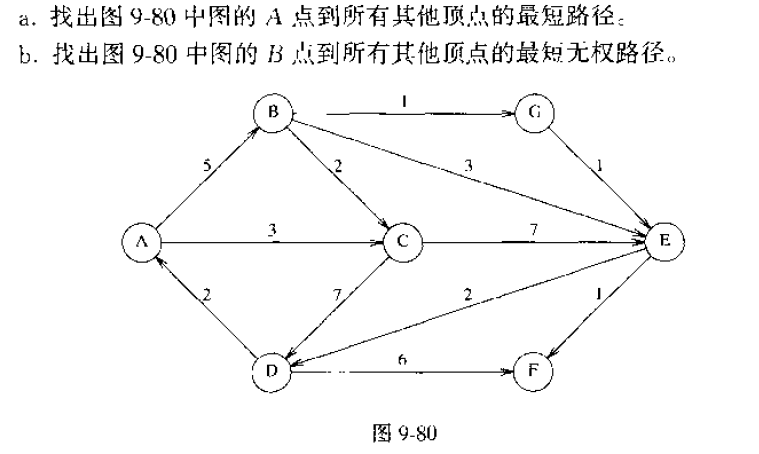 a. 找出图 9-80 中图的 A 点到所有其他顶点的最短路径。
b. 找出图 9-80 中图的 B 点到所有其他顶点的最短无权路径。
B 1 G
5 2 3 1
A 3 C 7 E
2 7 2 1
D 6 F
图 9-80